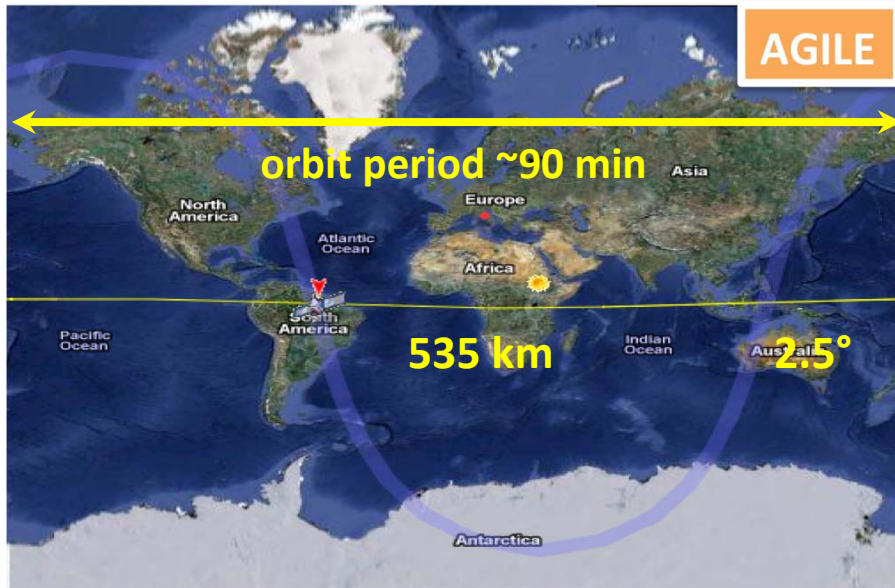 AGILE
orbit period ~90 min
Asia
North
America
Europe
Atlantic
Ocean
Africa
South
America
Pacific
Ocean
535 km
Indian
Ocean
Australia
2.5°
Antarctica